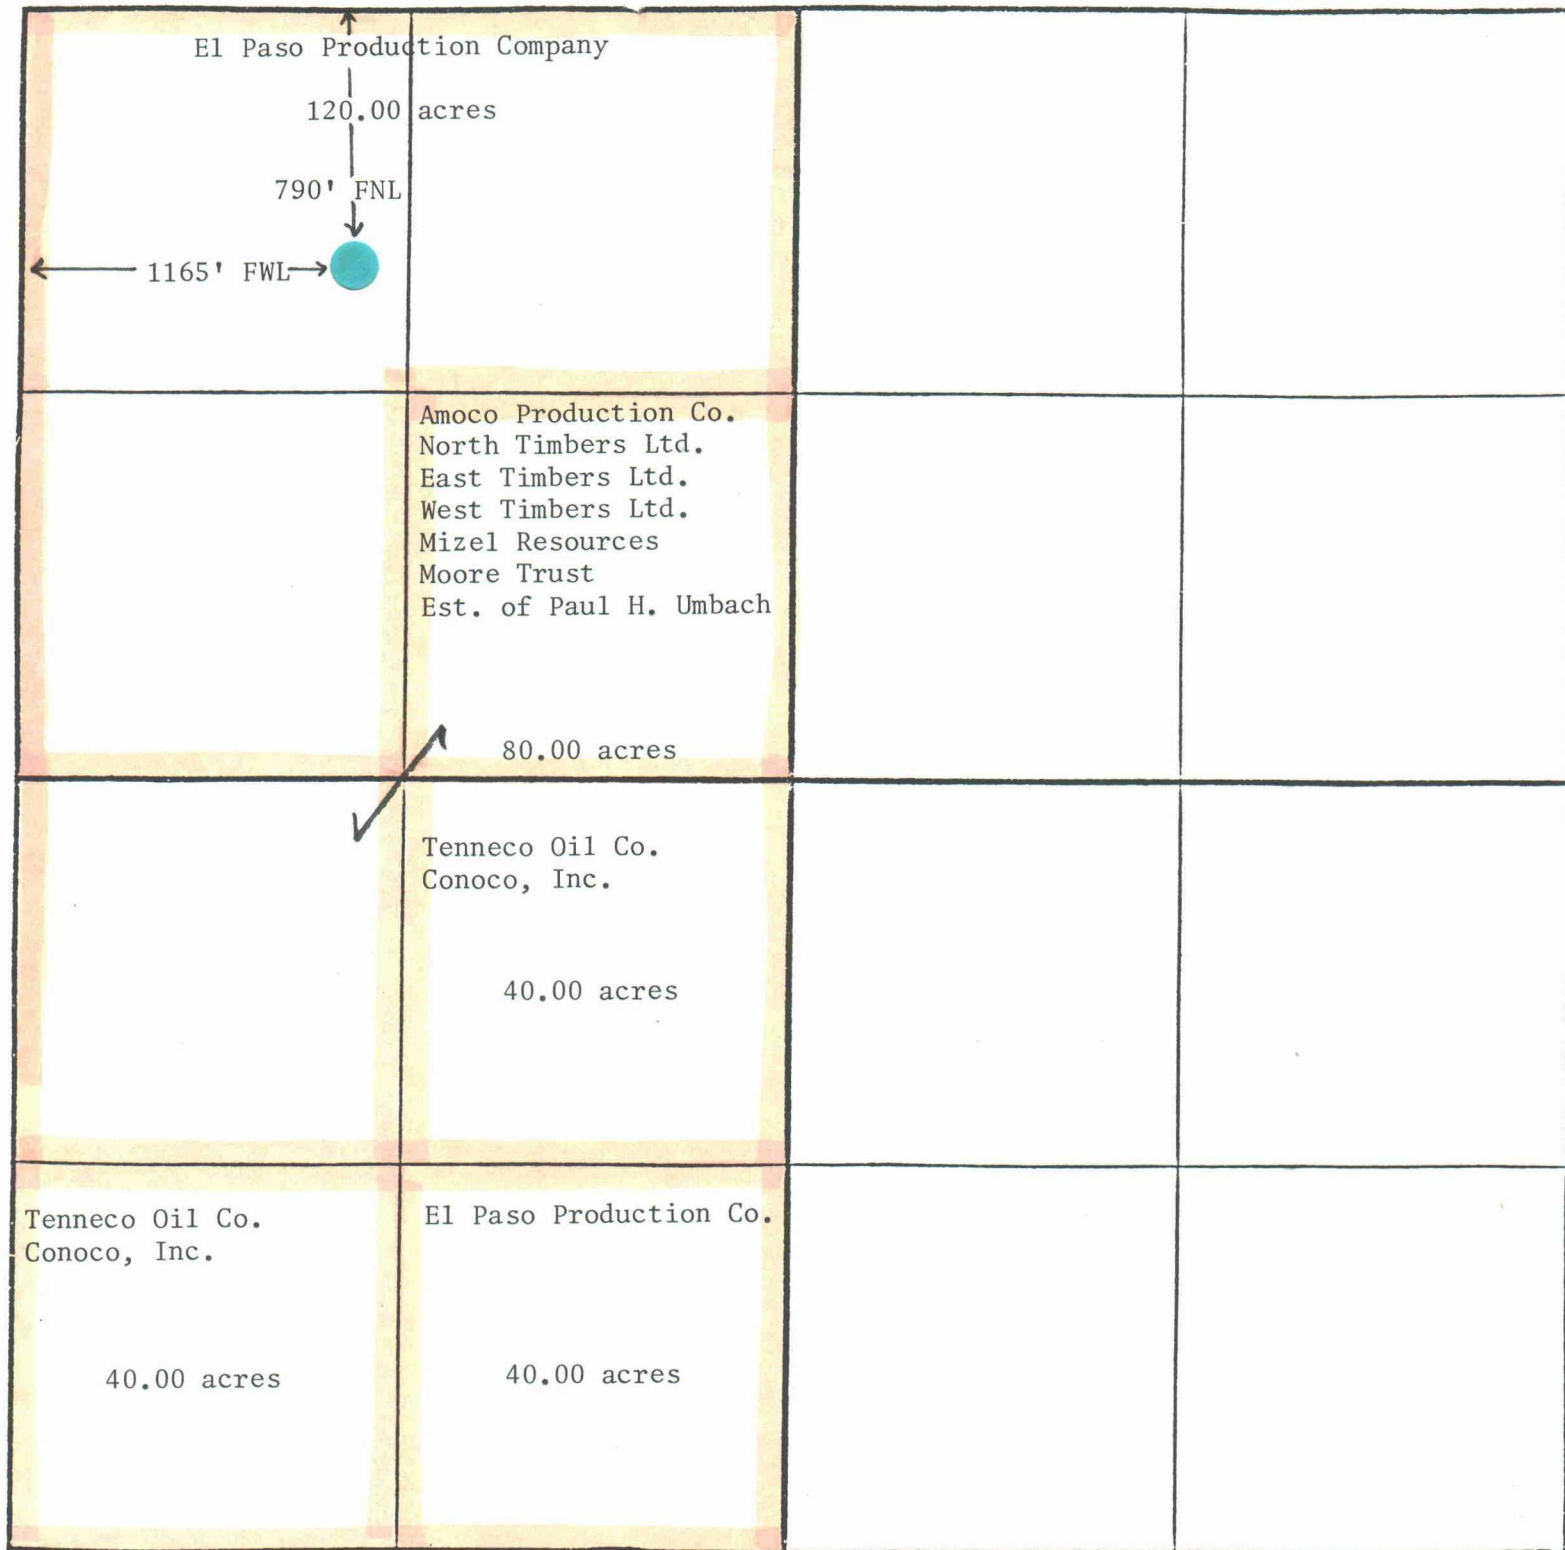 El Paso Production Company
120.00 acres
790' FNL
1165' FWL
Amoco Production Co.
North Timbers Ltd.
East Timbers Ltd.
West Timbers Ltd.
Mizel Resources
Moore Trust
Est. of Paul H. Umbach
80.00 acres
Tenneco Oil Co.
Conoco, Inc.
40.00 acres
Tenneco Oil Co.
Conoco, Inc.
40.00 acres
El Paso Production Co.
40.00 acres